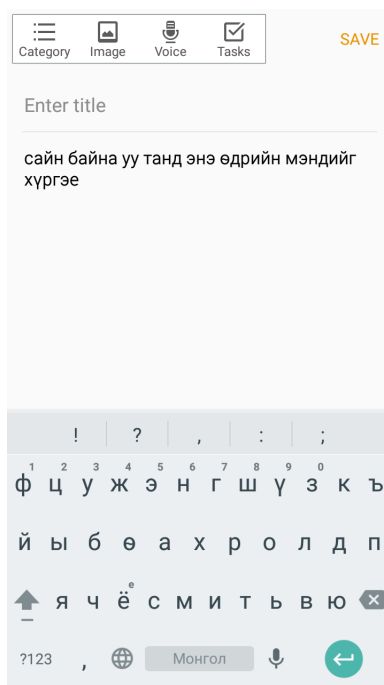 Category Image Voice Tasks SAVE
Enter title
сайн байна уу танд энэ өдрийн мэндийг
хүргэе
! ? , : ;
1 2 3 4 5 6 7 8 9 0
ф ц у ж э н г ш ү з к ъ
й ы б ө а х р о л д п
е
я ч ё с м и т ь в ю
?123 , Монгол